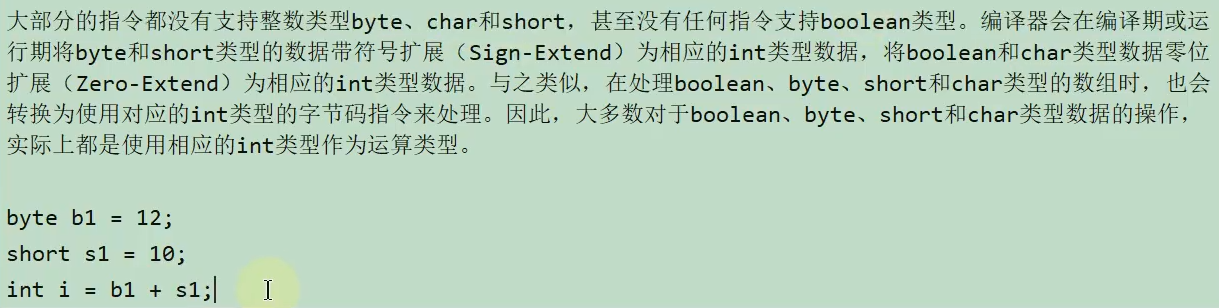 大部分的指令都没有支持整数类型byte、char和short，甚至没有任何指令支持boolean类型。编译器会在编译期或运
行期将byte和short类型的数据带符号扩展（Sign-Extend）为相应的int类型数据，将boolean和char类型数据零位
扩展（Zero-Extend）为相应的int类型数据。与之类似，在处理boolean、byte、short和char类型的数组时，也会
转换为使用对应的int类型的字节码指令来处理。因此，大多数对于boolean、byte、short和char类型数据的操作，
实际上都是使用相应的int类型作为运算类型。
byte b1 = 12;
short s1 = 10;
int i = b1 + s1;